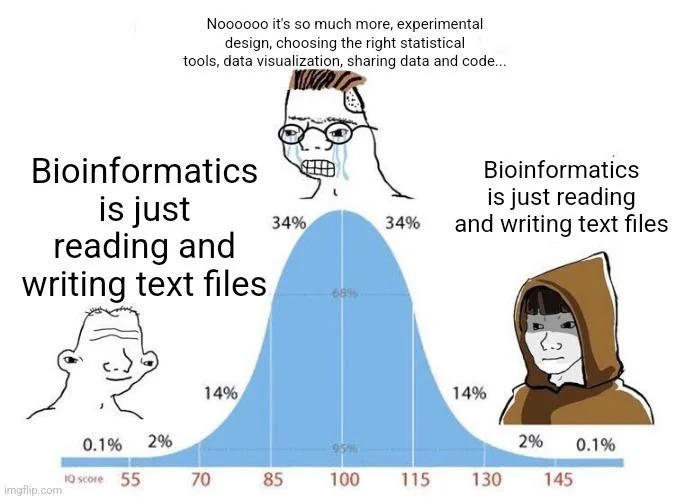 Noooooo it's so much more, experimental
design, choosing the right statistical
tools, data visualization, sharing data and code...
Bioinformatics
is just
reading and
writing text files
Bioinformatics
is just reading
and writing text files
34%
34%
68%
14%
14%
0.1%
2%
95%
2%
0.1%
IQ score
55
70
85
100
115
130
145
imgflip.com